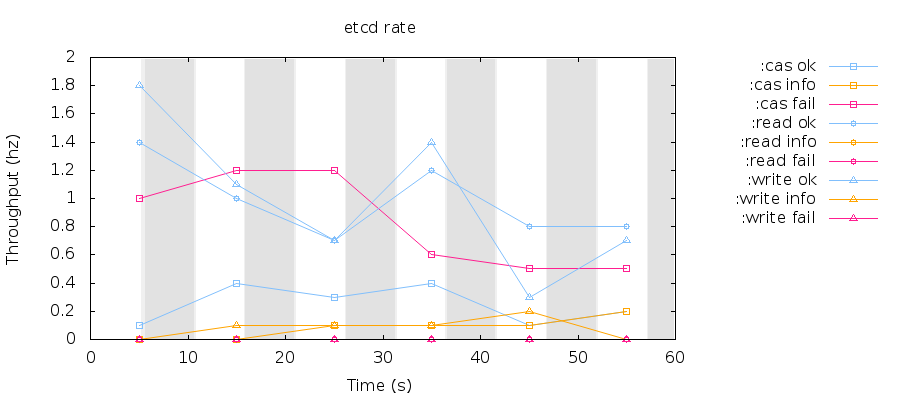 etcd rate
2
1.8
1.6
1.4
1.2
1
0.8
0.6
0.4
0.2
0
Throughput (hz)
0 10 20 30 40 50 60
Time (s)
:cas ok
:cas info
:cas fail
:read ok
:read info
:read fail
:write ok
:write info
:write fail